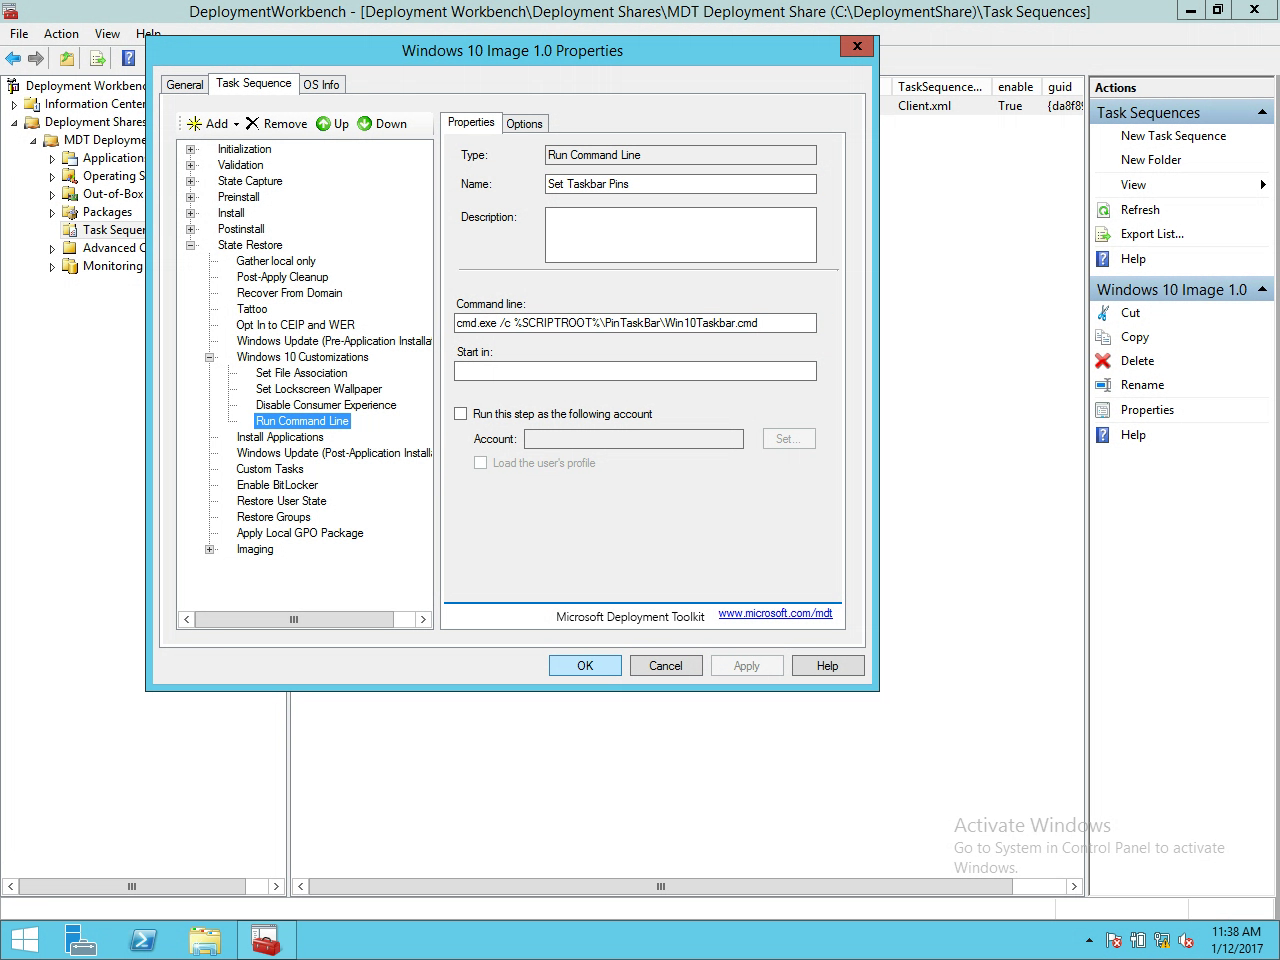 DeploymentWorkbench - [Deployment Workbench\Deployment Shares\MDT Deployment Share (C:\DeploymentShare)\Task Sequences]
File Action View Help
Windows 10 Image 1.0 Properties
General Task Sequence OS Info
Add Remove Up Down
Initialization
Validation
State Capture
Preinstall
Install
Postinstall
State Restore
Gather local only
Post-Apply Cleanup
Recover From Domain
Tattoo
Opt In to CEIP and WER
Windows Update (Pre-Application Installa
Windows 10 Customizations
Set File Association
Set Lockscreen Wallpaper
Disable Consumer Experience
Run Command Line
Install Applications
Windows Update (Post-Application Install
Custom Tasks
Enable BitLocker
Restore User State
Restore Groups
Apply Local GPO Package
Imaging
Properties Options
Type: Run Command Line
Name: Set Taskbar Pins
Description:
Command line:
cmd.exe /c %SCRIPTROOT%\PinTaskBar\Win10Taskbar.cmd
Start in:
Run this step as the following account
Account: Set...
Load the user's profile
Microsoft Deployment Toolkit www.microsoft.com/mdt
OK Cancel Apply Help
Deployment Workbenc
Information Center
Deployment Shares
MDT Deployme
Application
Operating S
Out-of-Box
Packages
Task Sequer
Advanced C
Monitoring
TaskSequence... enable guid
Client.xml True {da8f89
Actions
Task Sequences
New Task Sequence
New Folder
View
Refresh
Export List...
Help
Windows 10 Image 1.0
Cut
Copy
Delete
Rename
Properties
Help
Activate Windows
Go to System in Control Panel to activate
Windows.
11:38 AM
1/12/2017